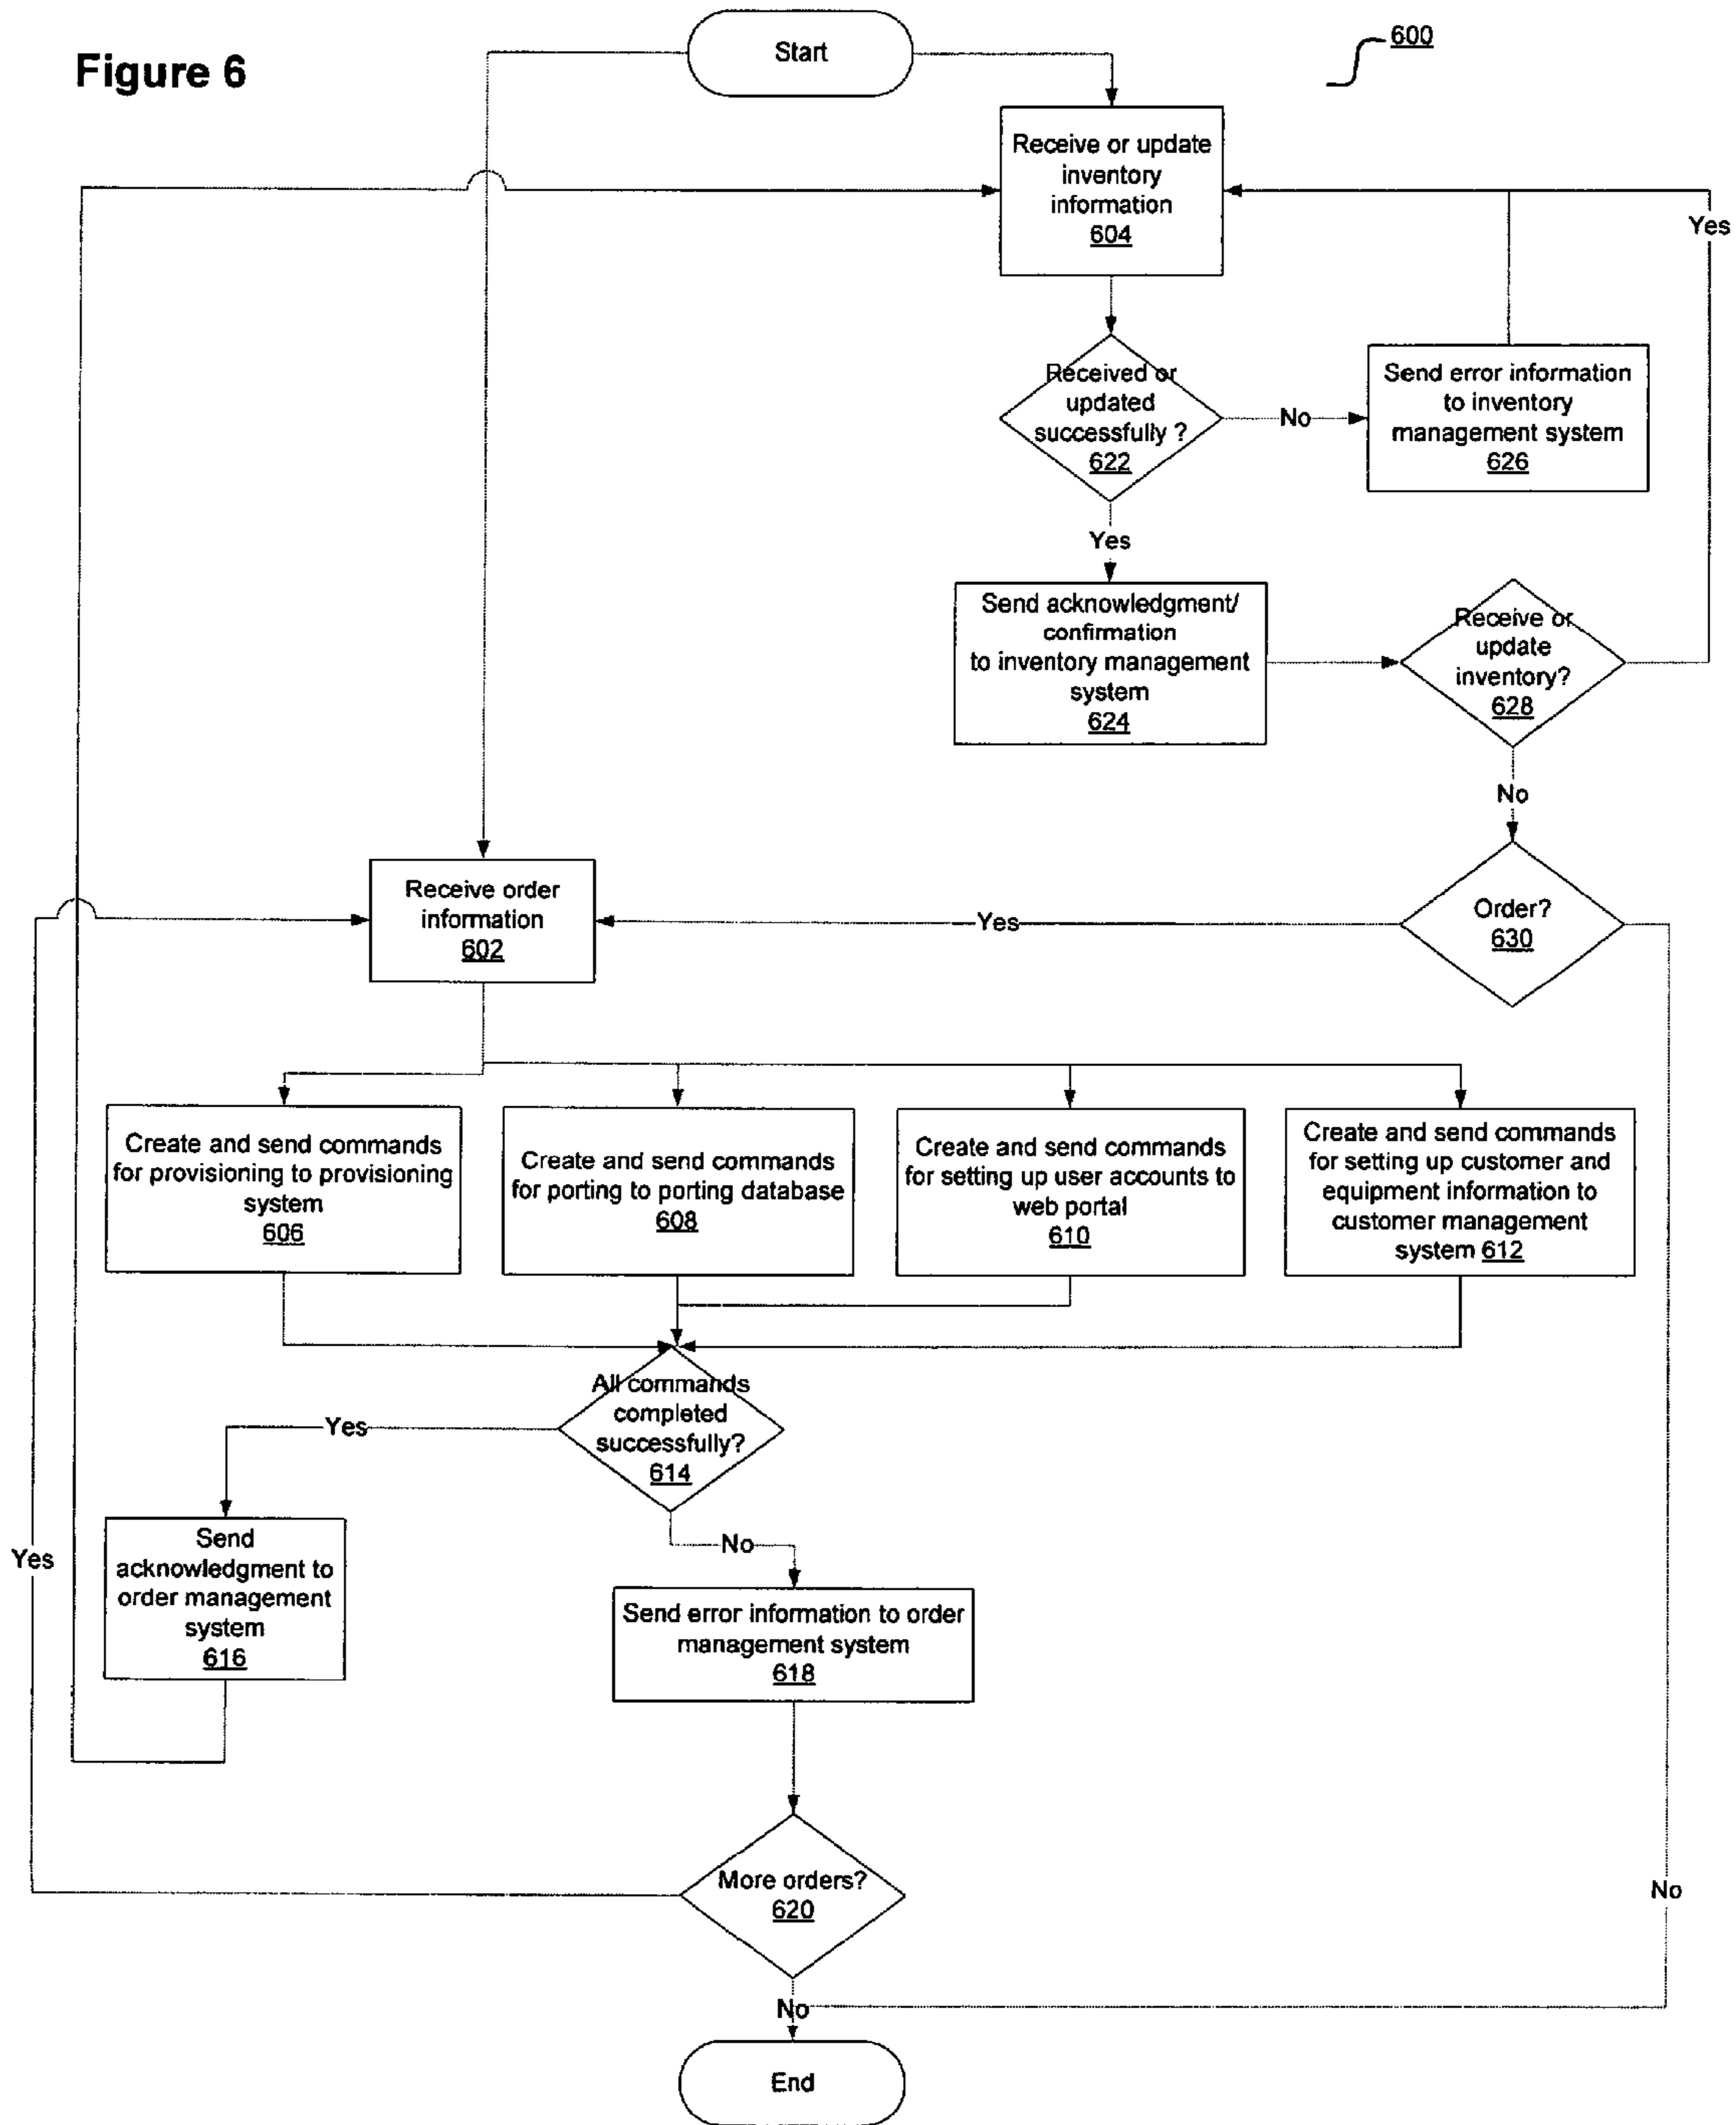 Figure 6
Start
600
Receive or update
inventory
information
604
Yes
Received or
updated
successfully ?
622
No
Send error information
to inventory
management system
626
Yes
Send acknowledgment/
confirmation
to inventory management
system
624
Receive or
update
inventory?
628
No
Receive order
information
602
Yes
Order?
630
Create and send commands
for provisioning to provisioning
system
606
Create and send commands
for porting to porting database
608
Create and send commands
for setting up user accounts to
web portal
610
Create and send commands
for setting up customer and
equipment information to
customer management
system 612
All commands
completed
successfully?
614
Yes
No
Yes
Send
acknowledgment to
order management
system
616
Send error information to order
management system
618
More orders?
620
No
No
End